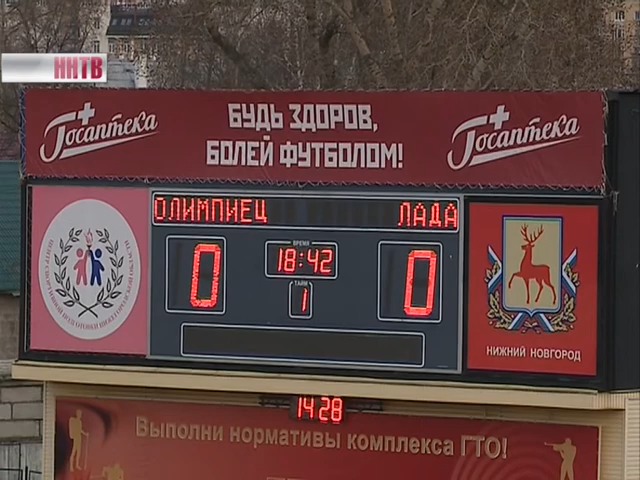 ННТВ
Госаптека
БУДЬ ЗДОРОВ,
БОЛЕЙ ФУТБОЛОМ!
Госаптека
ОЛИМПИЕЦ ЛАДА
ВРЕМЯ
0 18:42 0
ТАЙМ
1
НИЖНИЙ НОВГОРОД
14 28
Выполни нормативы комплекса ГТО!